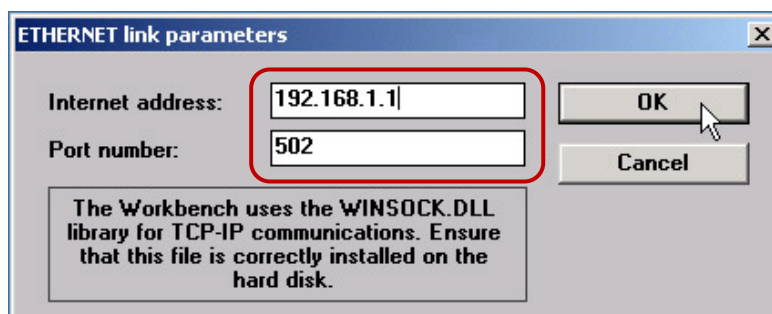 ETHERNET link parameters
Internet address: 192.168.1.1 OK
Port number: 502
Cancel
The Workbench uses the WINSOCK.DLL
library for TCP-IP communications. Ensure
that this file is correctly installed on the
hard disk.